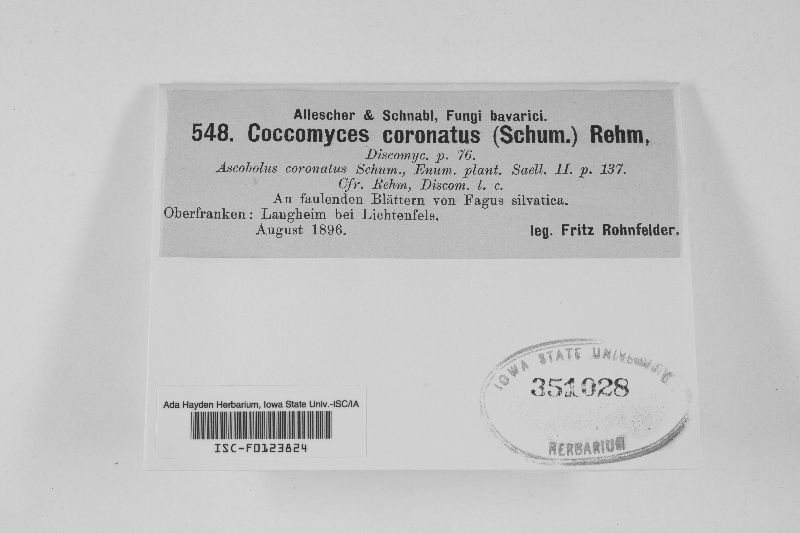 Allescher & Schnabl, Fungi bavarici.
548. Coccomyces coronatus (Schum.) Rehm,
Discomyc. p. 76.
Ascobolus coronatus Schum., Enum. plant. Saell. II. p. 137.
Cfr. Rehm, Discom. l. c.
An faulenden Blättern von Fagus silvatica.
Oberfranken: Langheim bei Lichtenfels.
August 1896. leg. Fritz Rohnfelder.
IOWA STATE UNIVERSITY
351028
HERBARIUM
Ada Hayden Herbarium, Iowa State Univ.-ISC/IA
ISC-F0123824